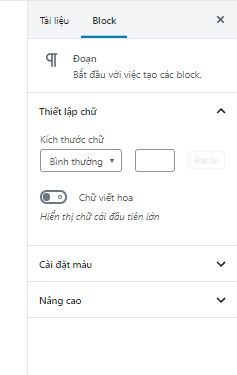 Tài liệu Block
Đoạn
Bắt đầu với việc tạo các block.
Thiết lập chữ
Kích thước chữ
Bình thường
Đặt lại
Chữ viết hoa
Hiển thị chữ cái đầu tiên lớn
Cài đặt màu
Nâng cao